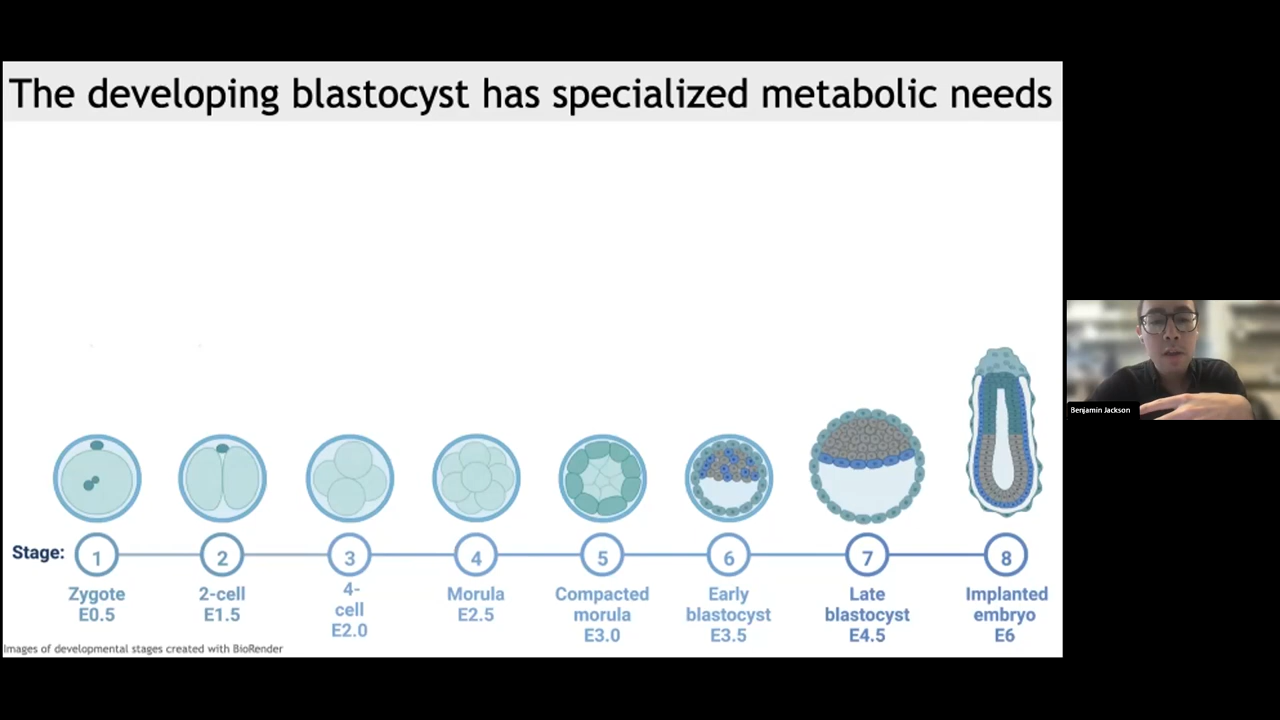 The developing blastocyst has specialized metabolic needs
Benjamin Jackson
Stage:
1
2
3
4
5
6
7
8
Zygote
E0.5
2-cell
E1.5
4-
cell
E2.0
Morula
E2.5
Compacted
morula
E3.0
Early
blastocyst
E3.5
Late
blastocyst
E4.5
Implanted
embryo
E6
Images of developmental stages created with BioRender